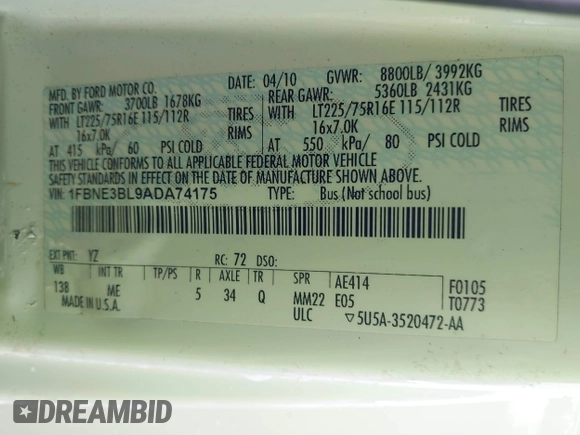 MFD. BY FORD MOTOR CO.
DATE: 04/10 GVWR: 8800LB/ 3992KG
FRONT GAWR: 3700LB 1678KG REAR GAWR: 5360LB 2431KG
WITH LT225/75R16E 115/112R TIRES WITH LT225/75R16E 115/112R TIRES
16x7.0K RIMS 16x7.0K RIMS
AT 415 kPa/ 60 PSI COLD AT 550 kPa/ 80 PSI COLD
THIS VEHICLE CONFORMS TO ALL APPLICABLE FEDERAL MOTOR VEHICLE
SAFETY STANDARDS IN EFFECT ON THE DATE OF MANUFACTURE SHOWN ABOVE.
VIN: 1FBNE3BL9ADA74175 TYPE: Bus (Not school bus)
EXT PNT: YZ RC: 72 DSO:
WB INT TR TP/PS R AXLE TR SPR AE414 F0105
138 ME 5 34 Q MM22 E05 T0773
MADE IN U.S.A. ULC ▽5U5A-3520472-AA
DREAMBID